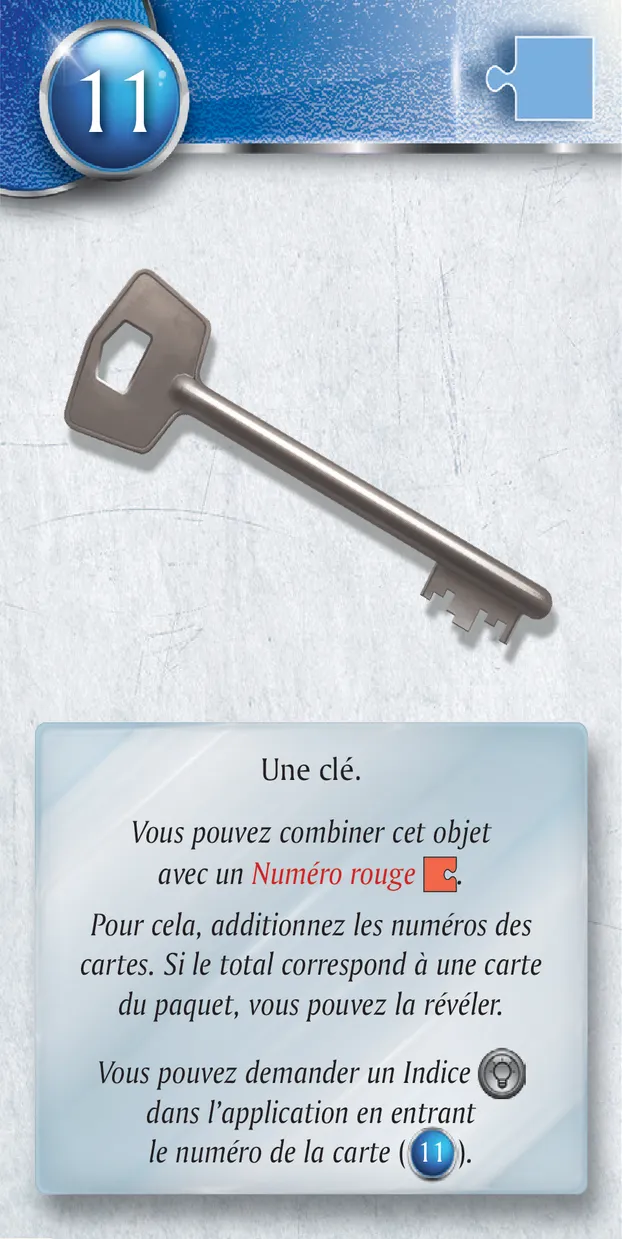 11
Une clé.
Vous pouvez combiner cet objet
avec un Numéro rouge .
Pour cela, additionnez les numéros des
cartes. Si le total correspond à une carte
du paquet, vous pouvez la révéler.
Vous pouvez demander un Indice
dans l’application en entrant
le numéro de la carte ( 11 ).